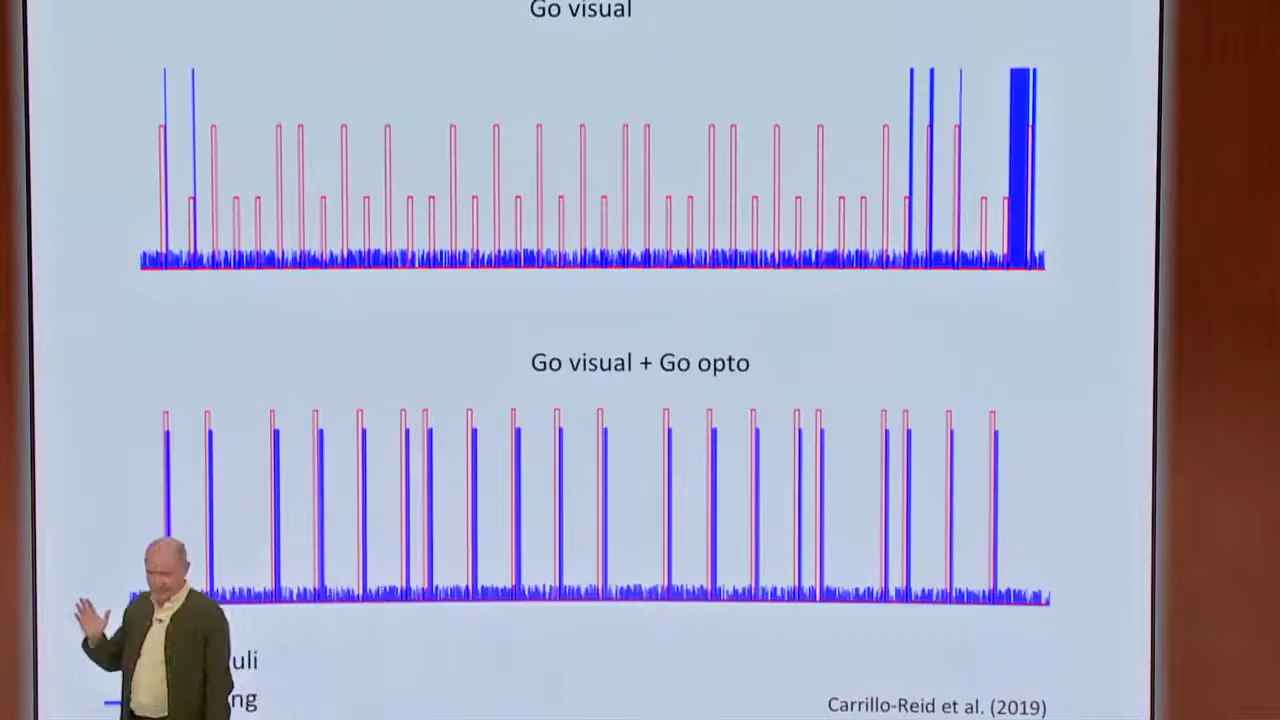 Go visual
Go visual + Go opto
uli
ng
Carrillo-Reid et al. (2019)